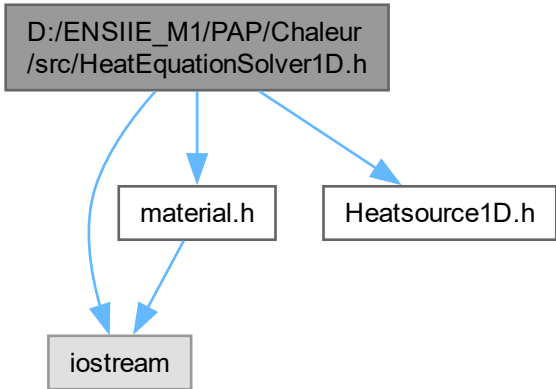 D:/ENSIIE_M1/PAP/Chaleur
/src/HeatEquationSolver1D.h
material.h
Heatsource1D.h
iostream